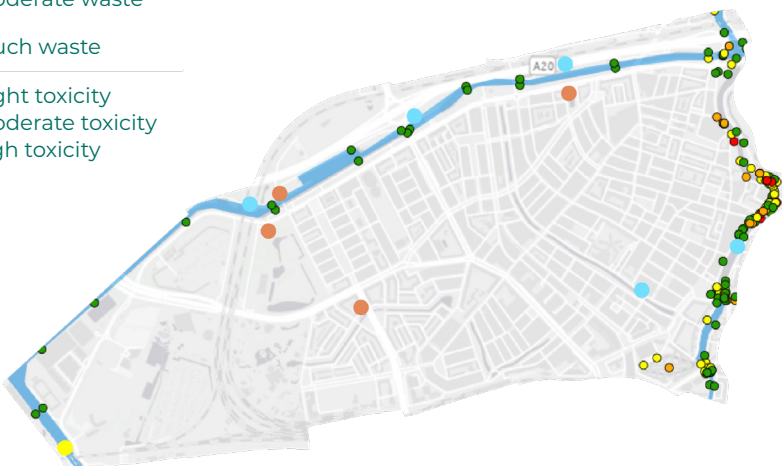 oderate waste
uch waste
ght toxicity
oderate toxicity
gh toxicity
A20